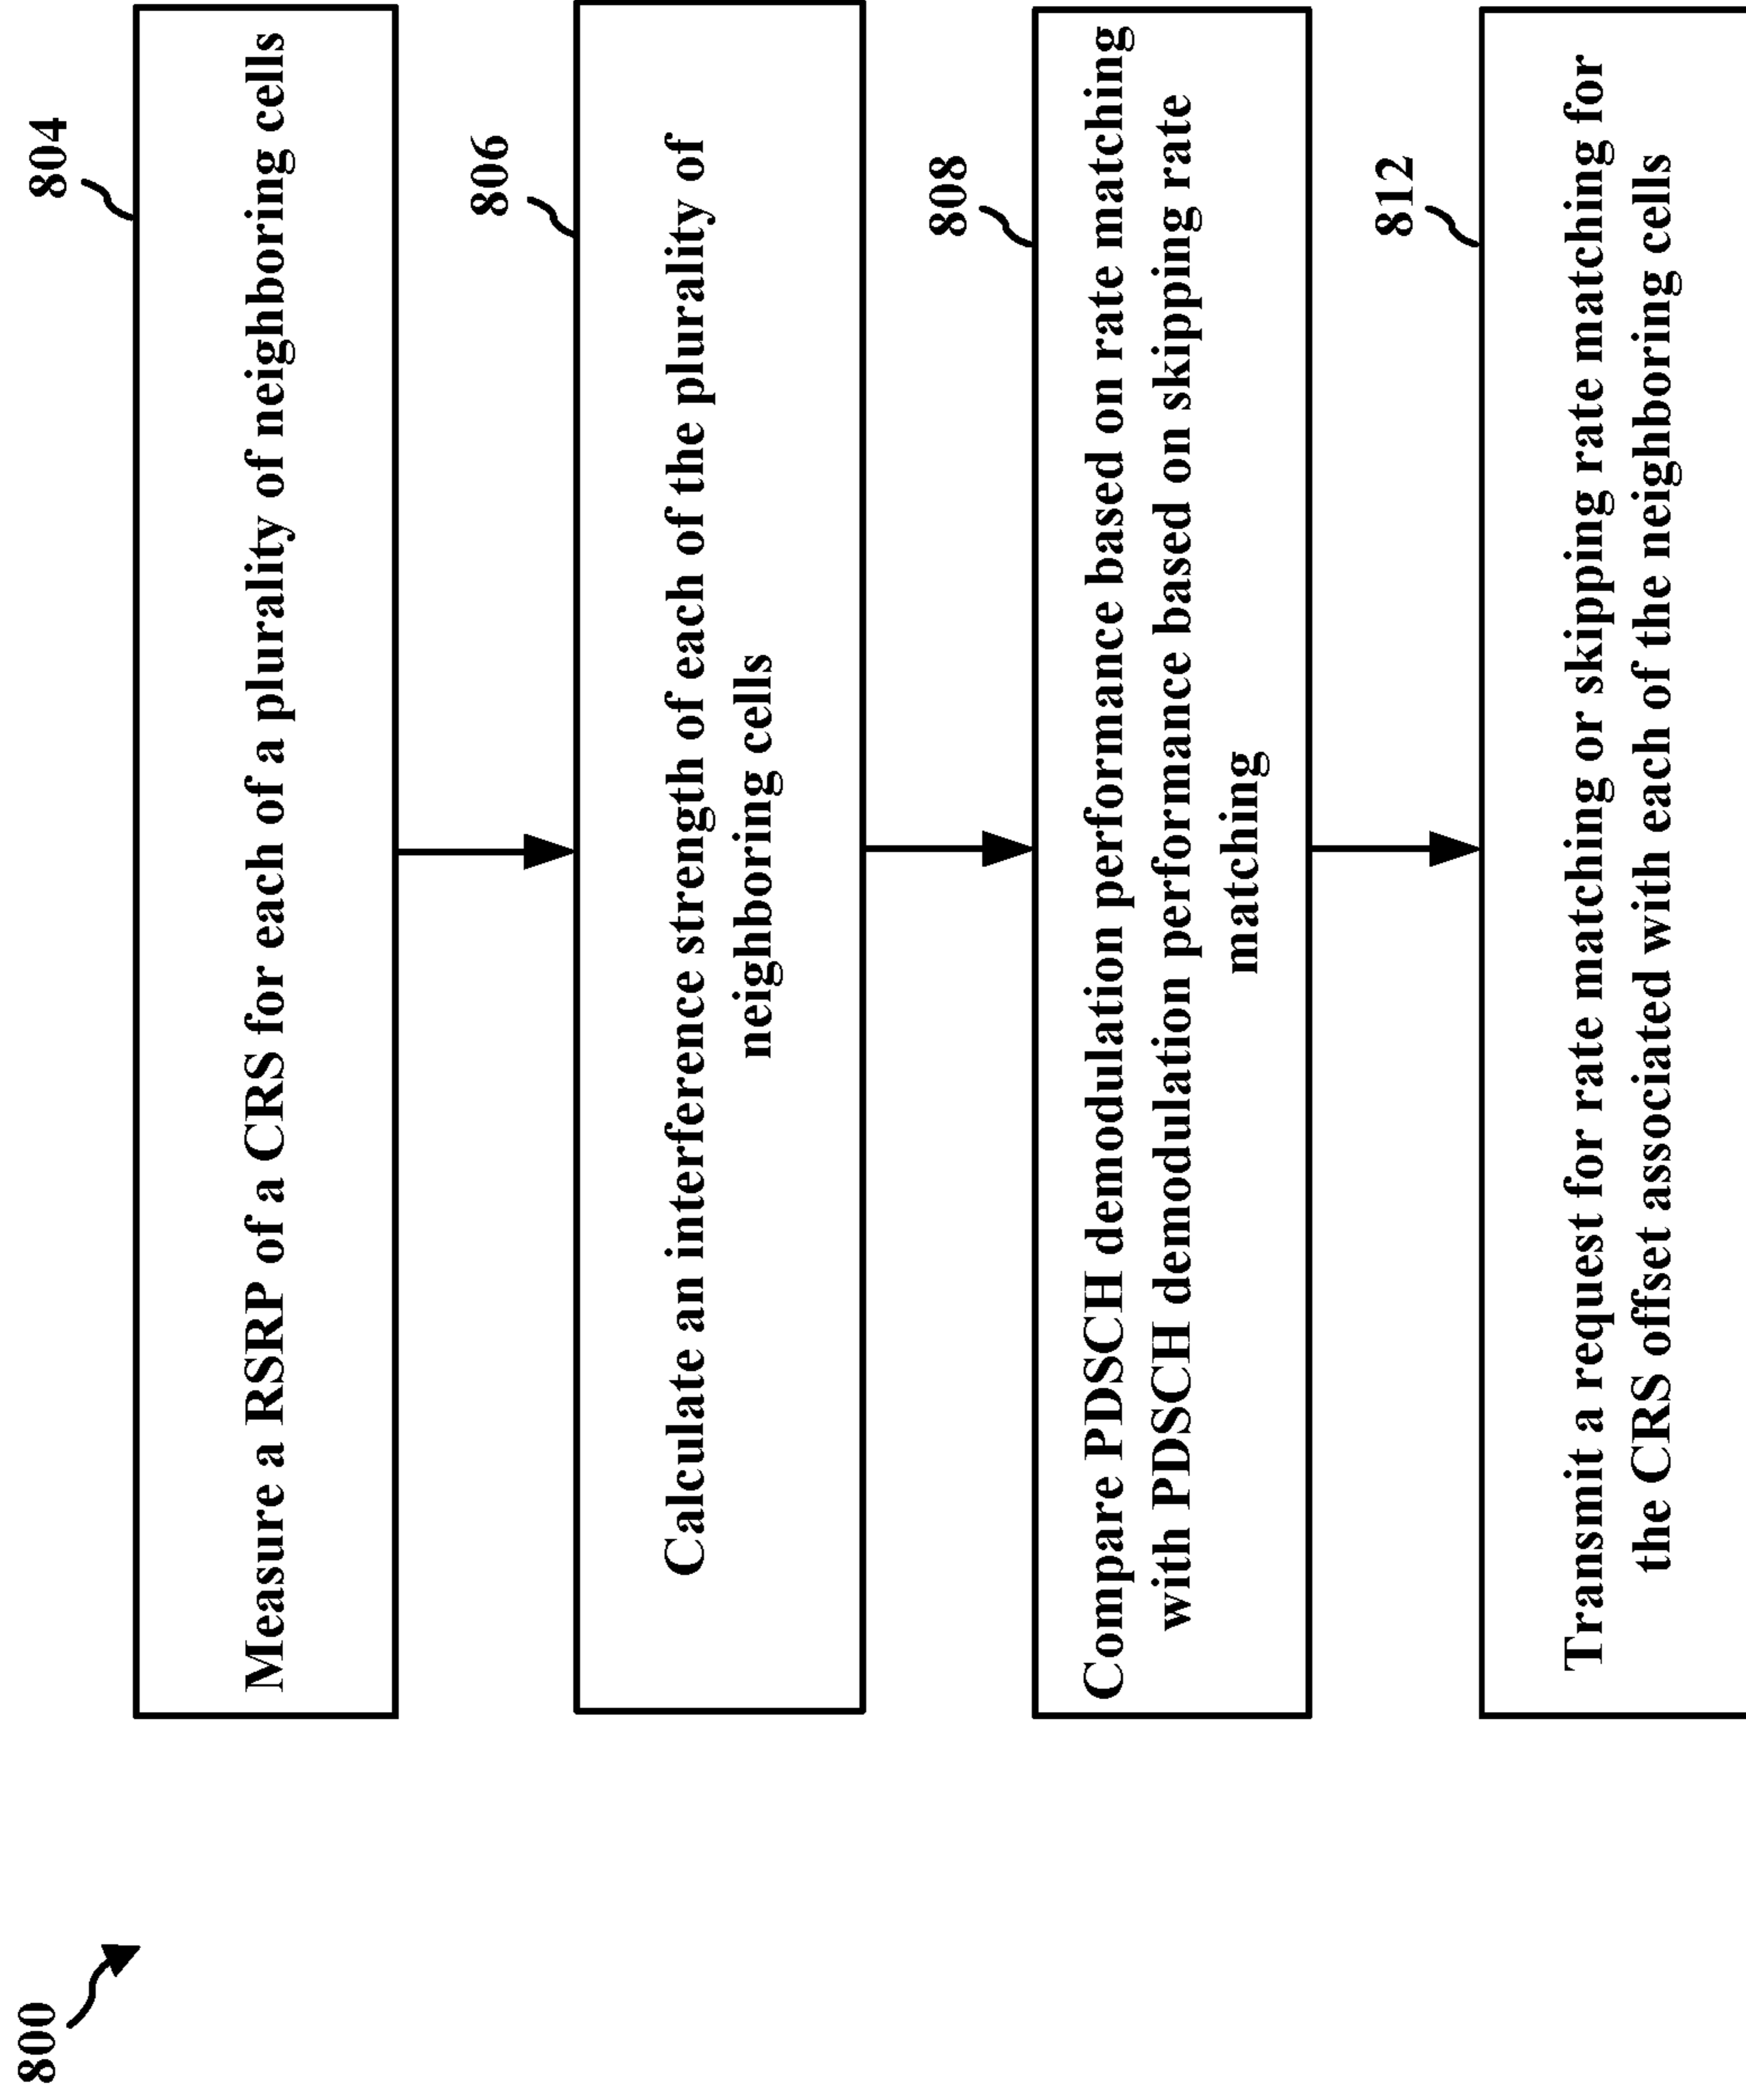 800
804
Measure a RSRP of a CRS for each of a plurality of neighboring cells
806
Calculate an interference strength of each of the plurality of
neighboring cells
808
Compare PDSCH demodulation performance based on rate matching
with PDSCH demodulation performance based on skipping rate
matching
812
Transmit a request for rate matching or skipping rate matching for
the CRS offset associated with each of the neighboring cells